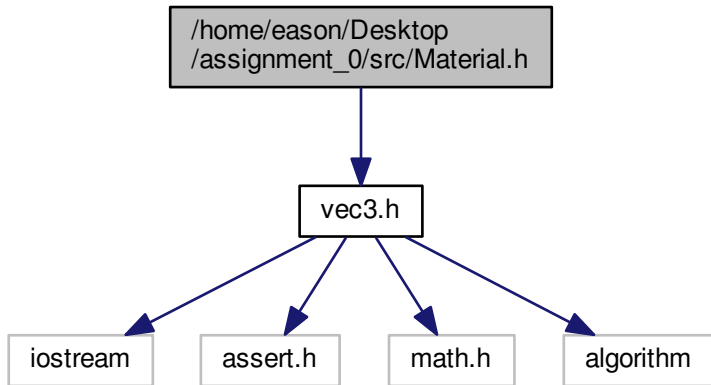 /home/eason/Desktop
/assignment_0/src/Material.h
vec3.h
iostream
assert.h
math.h
algorithm